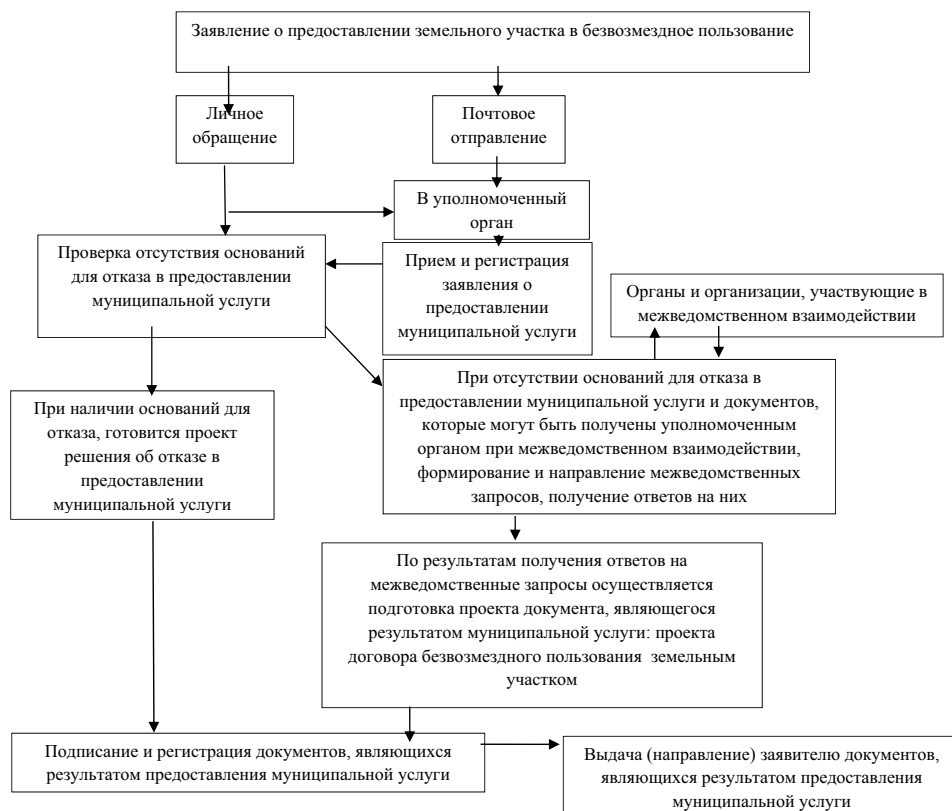 Заявление о предоставлении земельного участка в безвозмездное пользование
Личное
обращение
Почтовое
отправление
В уполномоченный
орган
Проверка отсутствия оснований
для отказа в предоставлении
муниципальной услуги
Прием и регистрация
заявления о
предоставлении
муниципальной услуги
Органы и организации, участвующие в
межведомственном взаимодействии
При наличии оснований для
отказа, готовится проект
решения об отказе в
предоставлении
муниципальной услуги
При отсутствии оснований для отказа в
предоставлении муниципальной услуги и документов,
которые могут быть получены уполномоченным
органом при межведомственном взаимодействии,
формирование и направление межведомственных
запросов, получение ответов на них
По результатам получения ответов на
межведомственные запросы осуществляется
подготовка проекта документа, являющегося
результатом муниципальной услуги: проекта
договора безвозмездного пользования земельным
участком
Подписание и регистрация документов, являющихся
результатом предоставления муниципальной услуги
Выдача (направление) заявителю документов,
являющихся результатом предоставления
муниципальной услуги